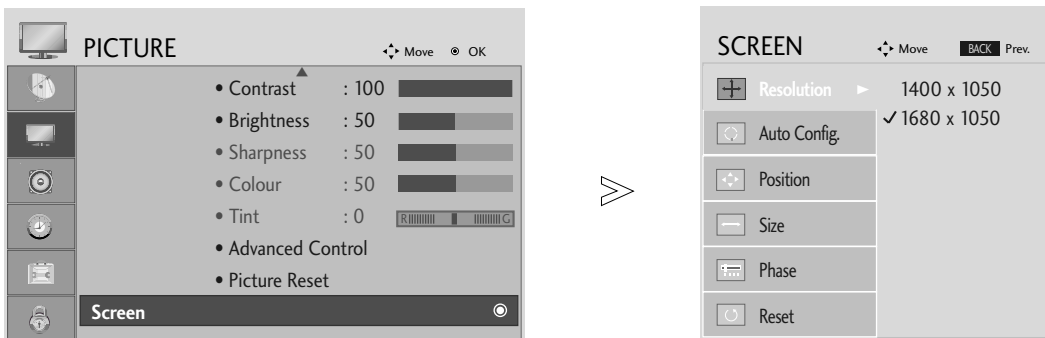 PICTURE
Move OK
• Contrast : 100
• Brightness : 50
• Sharpness : 50
• Colour : 50
• Tint : 0 R G
• Advanced Control
• Picture Reset
Screen
SCREEN
Move BACK Prev.
Resolution
1400 x 1050
✓ 1680 x 1050
Auto Config.
Position
Size
Phase
Reset